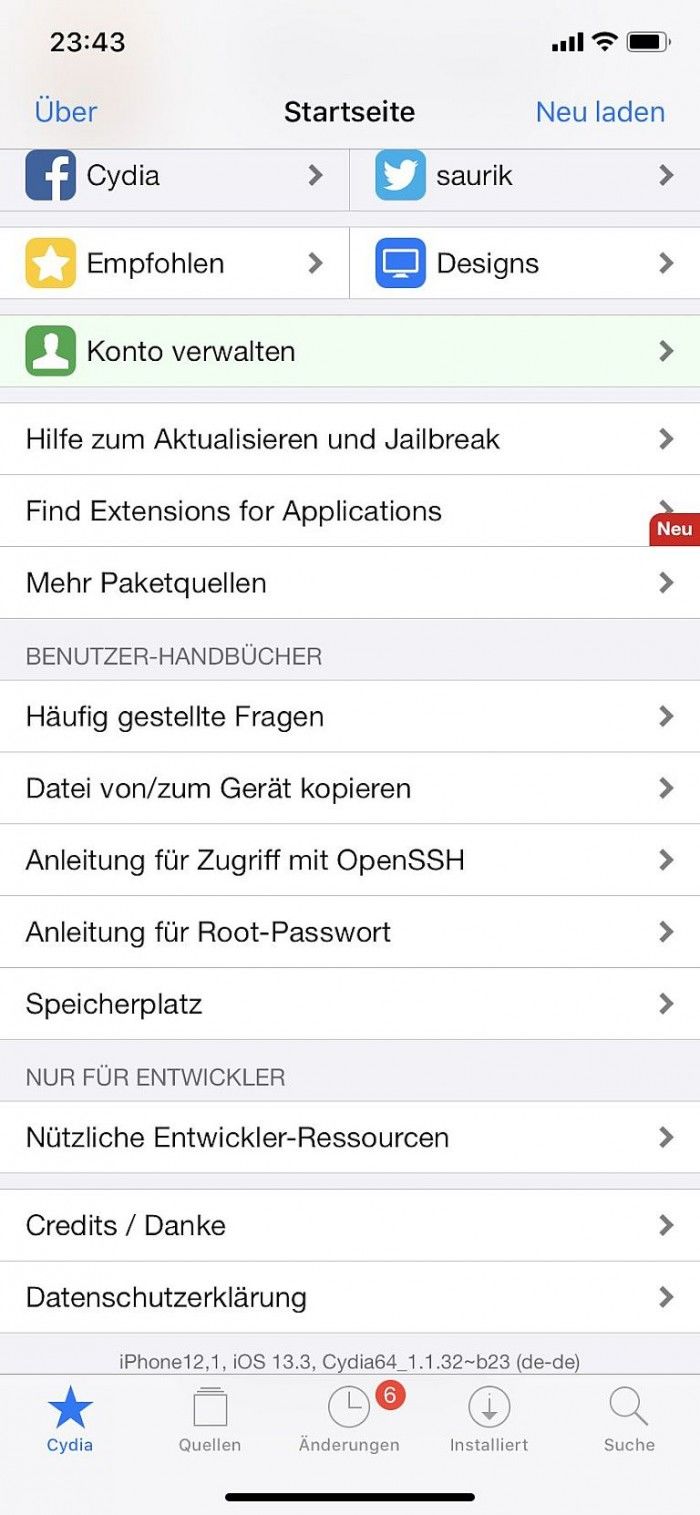 23:43
Über Startseite Neu laden
Cydia saurik
Empfohlen Designs
Konto verwalten
Hilfe zum Aktualisieren und Jailbreak
Find Extensions for Applications
Neu
Mehr Paketquellen
BENUTZER-HANDBÜCHER
Häufig gestellte Fragen
Datei von/zum Gerät kopieren
Anleitung für Zugriff mit OpenSSH
Anleitung für Root-Passwort
Speicherplatz
NUR FÜR ENTWICKLER
Nützliche Entwickler-Ressourcen
Credits / Danke
Datenschutzerklärung
iPhone12,1, iOS 13.3, Cydia64_1.1.32~b23 (de-de)
6
Cydia Quellen Änderungen Installiert Suche